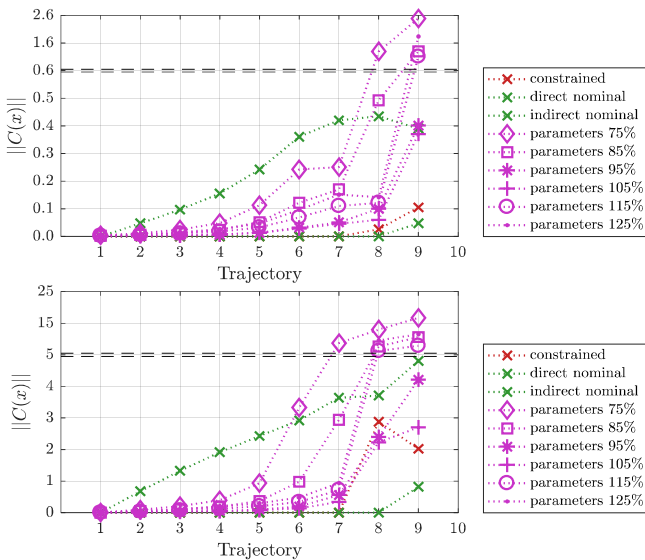 2.6
1.6
0.6
0.5
0.4
0.3
0.2
0.1
0.0
||C(x)||
1 2 3 4 5 6 7 8 9 10
Trajectory
constrained
direct nominal
indirect nominal
parameters 75%
parameters 85%
parameters 95%
parameters 105%
parameters 115%
parameters 125%
25
15
5
4
3
2
1
0
||C(x)||
1 2 3 4 5 6 7 8 9 10
Trajectory
constrained
direct nominal
indirect nominal
parameters 75%
parameters 85%
parameters 95%
parameters 105%
parameters 115%
parameters 125%